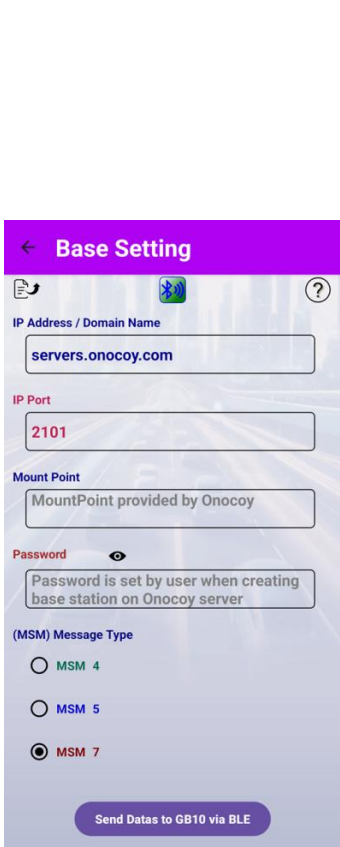 Base Setting
IP Address / Domain Name
servers.onocoy.com
IP Port
2101
Mount Point
MountPoint provided by Onocoy
Password
Password is set by user when creating
base station on Onocoy server
(MSM) Message Type
MSM 4
MSM 5
MSM 7
Send Datas to GB10 via BLE